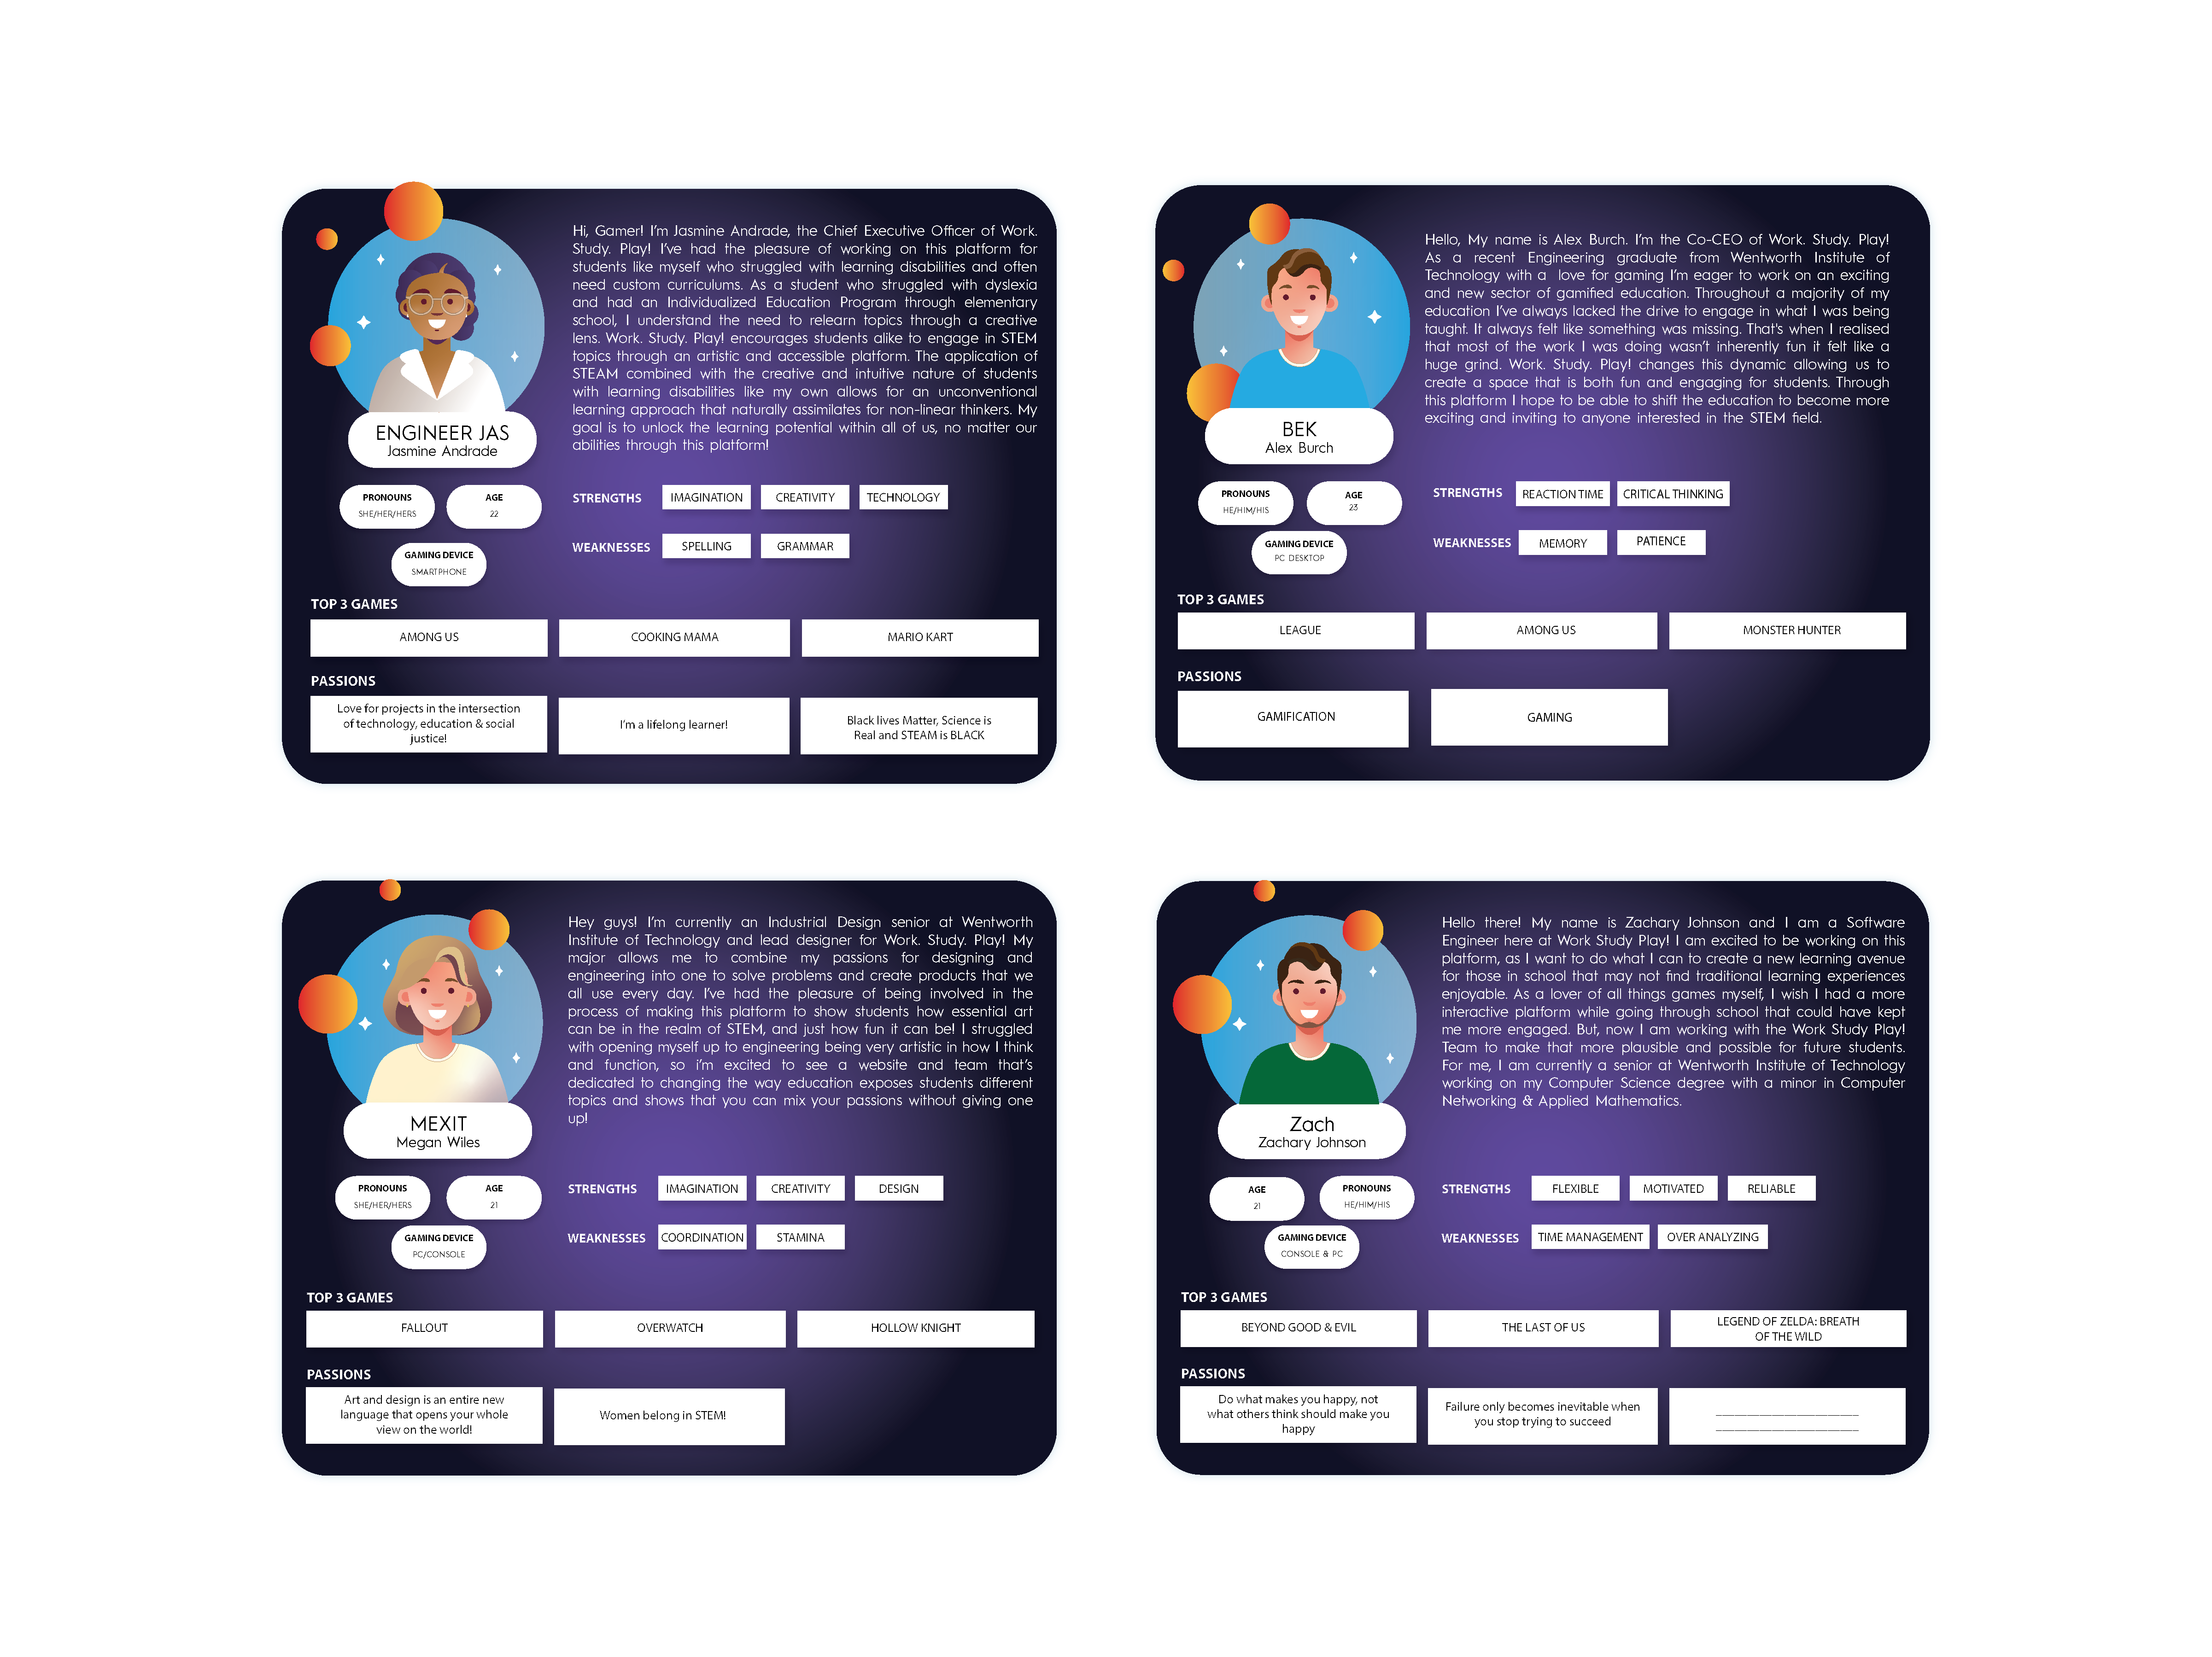 Hi, Gamer! I'm Jasmine Andrade, the Chief Executive Officer of Work.
Study. Play! I've had the pleasure of working on this platform for
students like myself who struggled with learning disabilities and often
need custom curriculums. As a student who struggled with dyslexia
and had an Individualized Education Program through elementary
school, I understand the need to relearn topics through a creative
lens. Work. Study. Play! encourages students alike to engage in STEM
topics through an artistic and accessible platform. The application of
STEAM combined with the creative and intuitive nature of students
with learning disabilities like my own allows for an unconventional
learning approach that naturally assimilates for non-linear thinkers. My
goal is to unlock the learning potential within all of us, no matter our
abilities through this platform!
ENGINEER JAS
Jasmine Andrade
PRONOUNS
SHE/HER/HERS
AGE
22
GAMING DEVICE
SMARTPHONE
STRENGTHS IMAGINATION CREATIVITY TECHNOLOGY
WEAKNESSES SPELLING GRAMMAR
TOP 3 GAMES
AMONG US COOKING MAMA MARIO KART
PASSIONS
Love for projects in the intersection
of technology, education & social
justice!
I'm a lifelong learner!
Black lives Matter, Science is
Real and STEAM is BLACK
Hello, My name is Alex Burch. I'm the Co-CEO of Work. Study. Play!
As a recent Engineering graduate from Wentworth Institute of
Technology with a love for gaming I'm eager to work on an exciting
and new sector of gamified education. Throughout a majority of my
education I've always lacked the drive to engage in what I was being
taught. It always felt like something was missing. That's when I realised
that most of the work I was doing wasn't inherently fun it felt like a
huge grind. Work. Study. Play! changes this dynamic allowing us to
create a space that is both fun and engaging for students. Through
this platform I hope to be able to shift the education to become more
exciting and inviting to anyone interested in the STEM field.
BEK
Alex Burch
PRONOUNS
HE/HIM/HIS
AGE
23
GAMING DEVICE
PC DESKTOP
STRENGTHS REACTION TIME CRITICAL THINKING
WEAKNESSES MEMORY PATIENCE
TOP 3 GAMES
LEAGUE AMONG US MONSTER HUNTER
PASSIONS
GAMIFICATION GAMING
Hey guys! I'm currently an Industrial Design senior at Wentworth
Institute of Technology and lead designer for Work. Study. Play! My
major allows me to combine my passions for designing and
engineering into one to solve problems and create products that we
all use every day. I've had the pleasure of being involved in the
process of making this platform to show students how essential art
can be in the realm of STEM, and just how fun it can be! I struggled
with opening myself up to engineering being very artistic in how I think
and function, so i'm excited to see a website and team that's
dedicated to changing the way education exposes students different
topics and shows that you can mix your passions without giving one
up!
MEXIT
Megan Wiles
PRONOUNS
SHE/HER/HERS
AGE
21
GAMING DEVICE
PC/CONSOLE
STRENGTHS IMAGINATION CREATIVITY DESIGN
WEAKNESSES COORDINATION STAMINA
TOP 3 GAMES
FALLOUT OVERWATCH HOLLOW KNIGHT
PASSIONS
Art and design is an entire new
language that opens your whole
view on the world!
Women belong in STEM!
Hello there! My name is Zachary Johnson and I am a Software
Engineer here at Work Study Play! I am excited to be working on this
platform, as I want to do what I can to create a new learning avenue
for those in school that may not find traditional learning experiences
enjoyable. As a lover of all things games myself, I wish I had a more
interactive platform while going through school that could have kept
me more engaged. But, now I am working with the Work Study Play!
Team to make that more plausible and possible for future students.
For me, I am currently a senior at Wentworth Institute of Technology
working on my Computer Science degree with a minor in Computer
Networking & Applied Mathematics.
Zach
Zachary Johnson
AGE
21
PRONOUNS
HE/HIM/HIS
GAMING DEVICE
CONSOLE & PC
STRENGTHS FLEXIBLE MOTIVATED RELIABLE
WEAKNESSES TIME MANAGEMENT OVER ANALYZING
TOP 3 GAMES
BEYOND GOOD & EVIL THE LAST OF US
LEGEND OF ZELDA: BREATH
OF THE WILD
PASSIONS
Do what makes you happy, not
what others think should make you
happy
Failure only becomes inevitable when
you stop trying to succeed